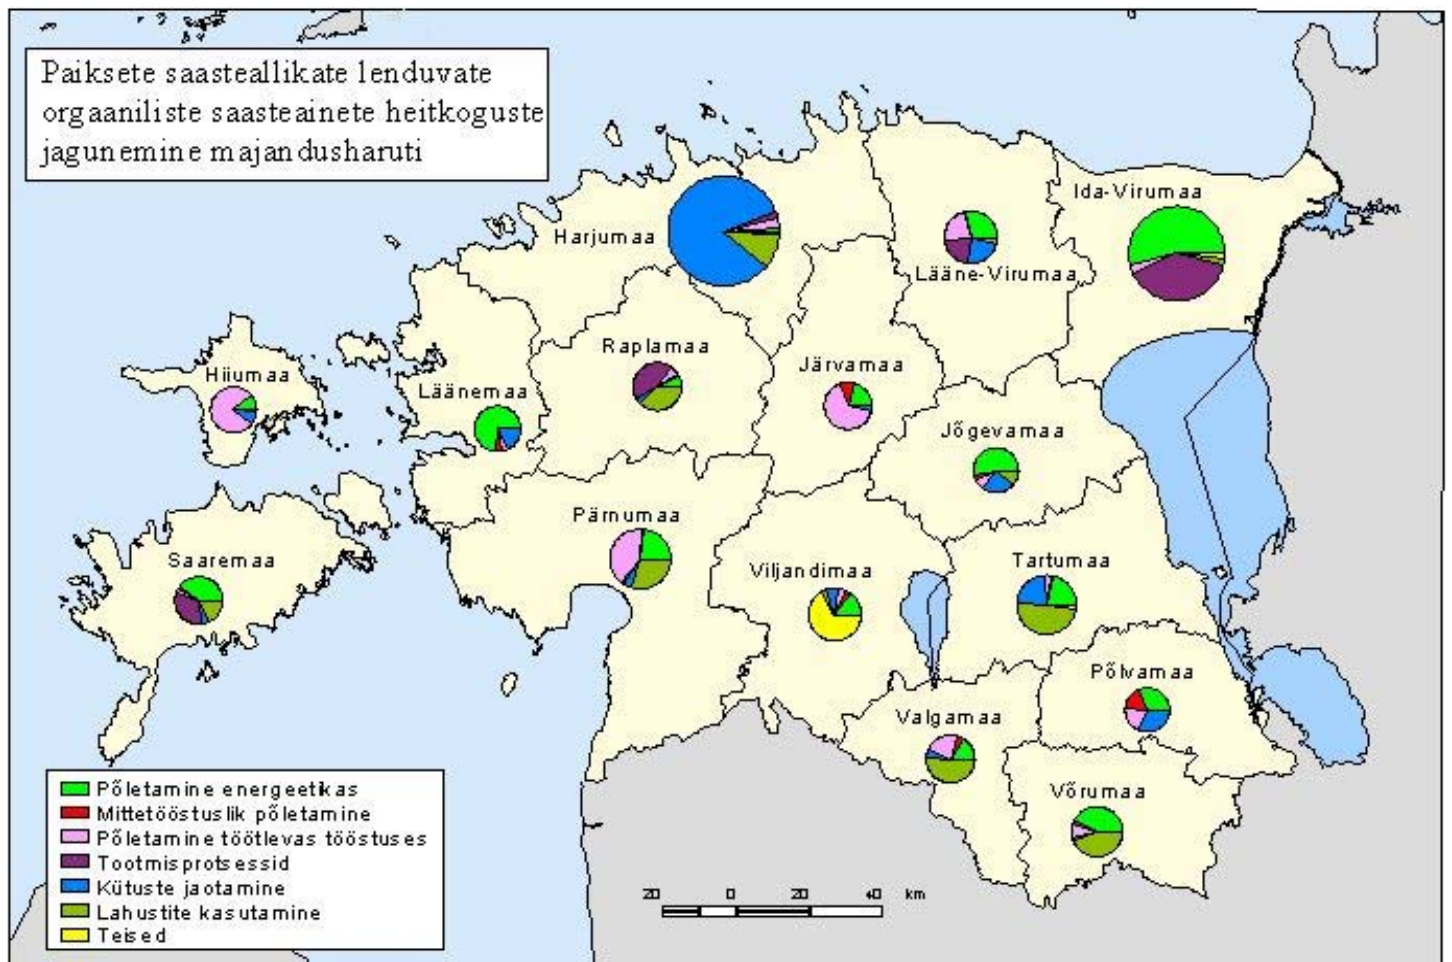 Paiksete saasteallikate lenduvate
orgaaniliste saasteainete heitkoguste
jagunemine majandusharuti
Ida-Virumaa
Harjumaa
Lääne-Virumaa
Raplamaa
Järvamaa
Hiiumaa
Läänemaa
Jõgevamaa
Pärnumaa
Saaremaa
Viljandimaa
Tartumaa
Põlvamaa
Valgamaa
Võrumaa
Põletamine energeetikas
Mittetööstuslik põletamine
Põletamine töötlevas tööstuses
Tootmisprotsessid
Kütuste jaotamine
Lahustite kasutamine
Teised
20 0 20 40 km